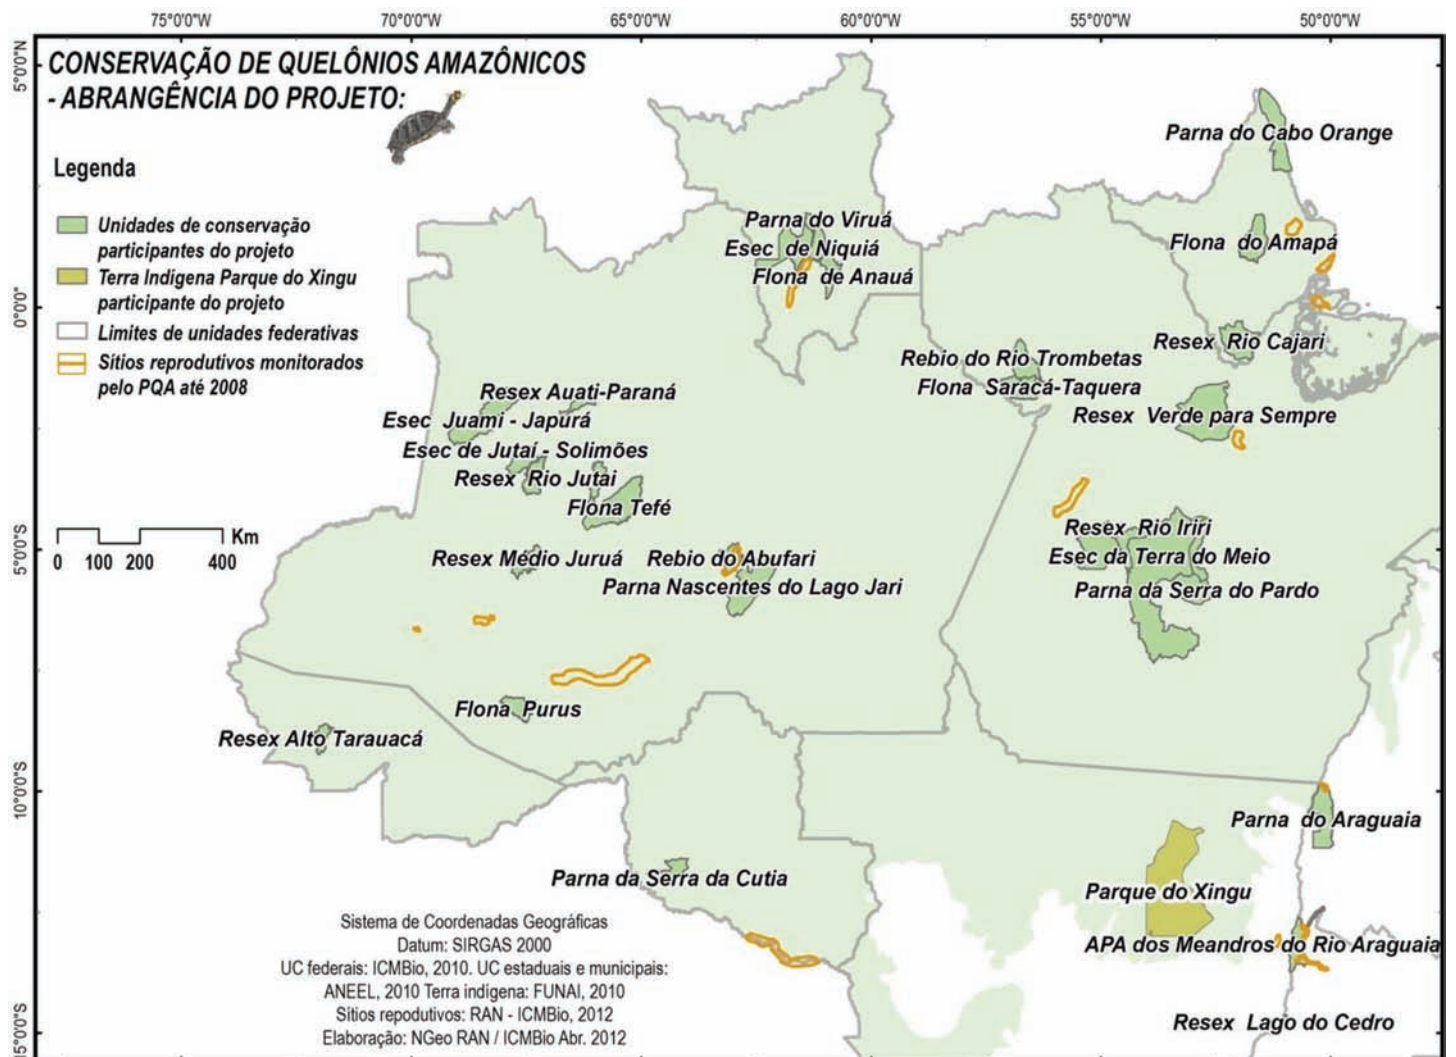 75°0'0"W 70°0'0"W 65°0'0"W 60°0'0"W 55°0'0"W 50°0'0"W
5°0'0"N
0°0'0"
5°0'0"S
10°0'0"S
15°0'0"S
CONSERVAÇÃO DE QUELÔNIOS AMAZÔNICOS
- ABRANGÊNCIA DO PROJETO:
Legenda
Unidades de conservação
participantes do projeto
Terra Indígena Parque do Xingu
participante do projeto
Limites de unidades federativas
Sítios reprodutivos monitorados
pelo PQA até 2008
Parna do Cabo Orange
Parna do Viruá
Esec de Niquiá
Flona de Anauá
Flona do Amapá
Resex Rio Cajari
Rebio do Rio Trombetas
Flona Saracá-Taquera
Resex Verde para Sempre
Resex Auati-Paraná
Esec Juami - Japurá
Esec de Jutaí - Solimões
Resex Rio Jutai
Flona Tefé
Resex Médio Juruá
Rebio do Abufari
Parna Nascentes do Lago Jari
Resex Rio Iriri
Esec da Terra do Meio
Parna da Serra do Pardo
Km
0 100 200 400
Flona Purus
Resex Alto Tarauacá
Parna do Araguaia
Parna da Serra da Cutia
Parque do Xingu
APA dos Meandros do Rio Araguaia
Resex Lago do Cedro
Sistema de Coordenadas Geográficas
Datum: SIRGAS 2000
UC federais: ICMBio, 2010. UC estaduais e municipais:
ANEEL, 2010 Terra indigena: FUNAI, 2010
Sítios repodutivos: RAN - ICMBio, 2012
Elaboração: NGeo RAN / ICMBio Abr. 2012